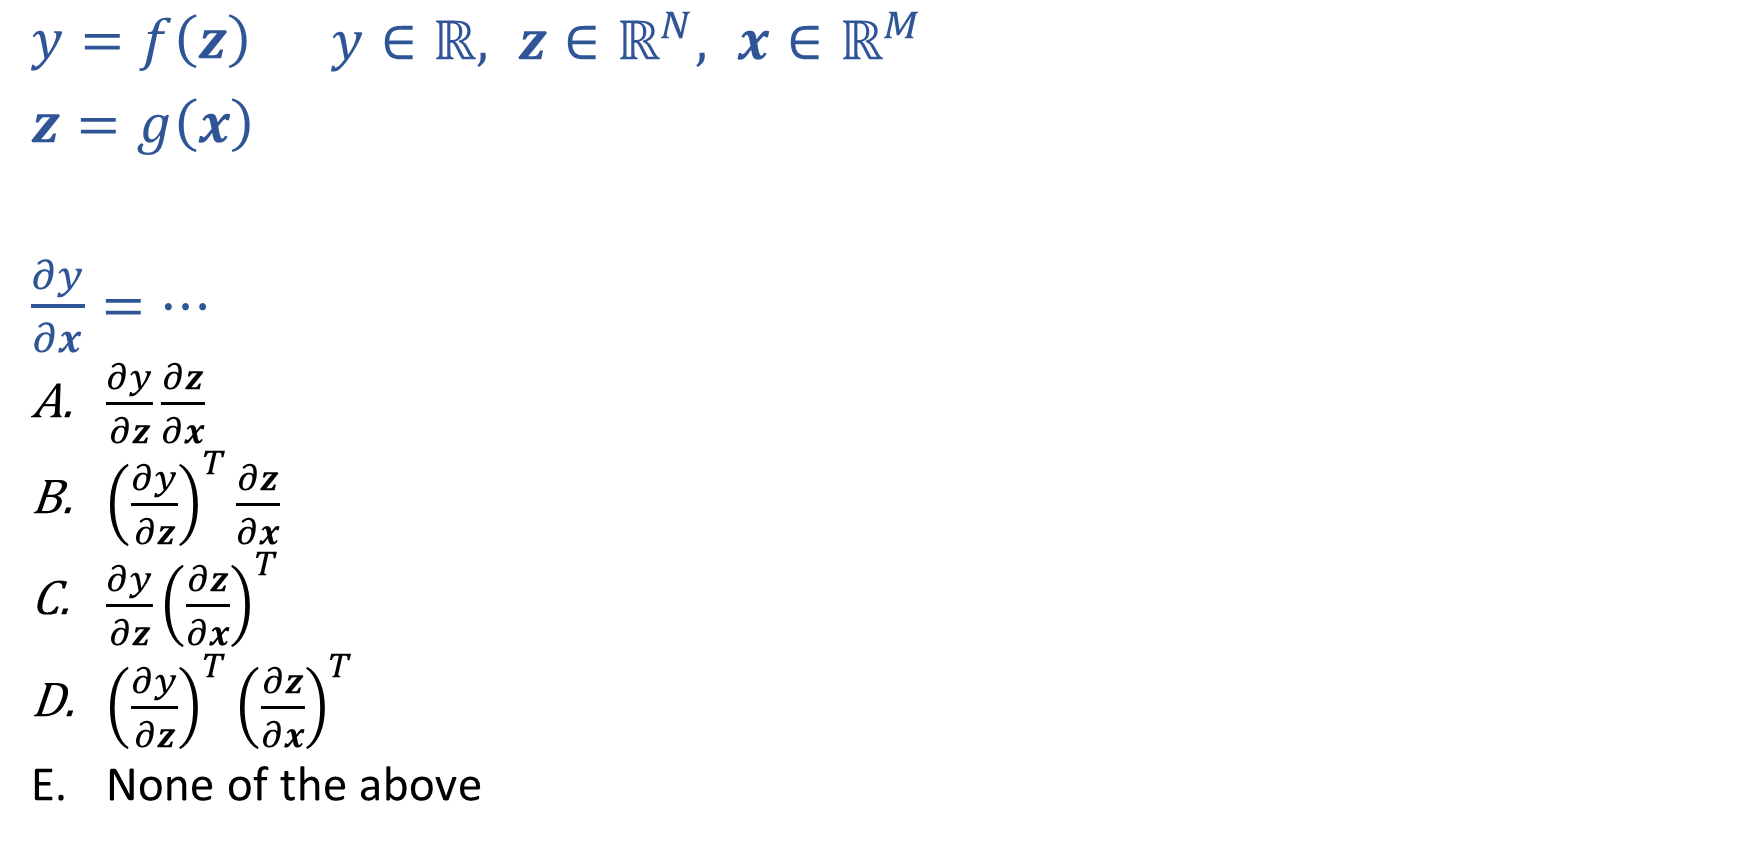 y = f(𝒛)   y ∈ ℝ, 𝒛 ∈ ℝ^N, 𝒙 ∈ ℝ^M
𝒛 = g(𝒙)
∂y/∂𝒙 = ⋯
A. ∂y/∂𝒛 ∂𝒛/∂𝒙
B. (∂y/∂𝒛)^T ∂𝒛/∂𝒙
C. ∂y/∂𝒛 (∂𝒛/∂𝒙)^T
D. (∂y/∂𝒛)^T (∂𝒛/∂𝒙)^T
E. None of the above